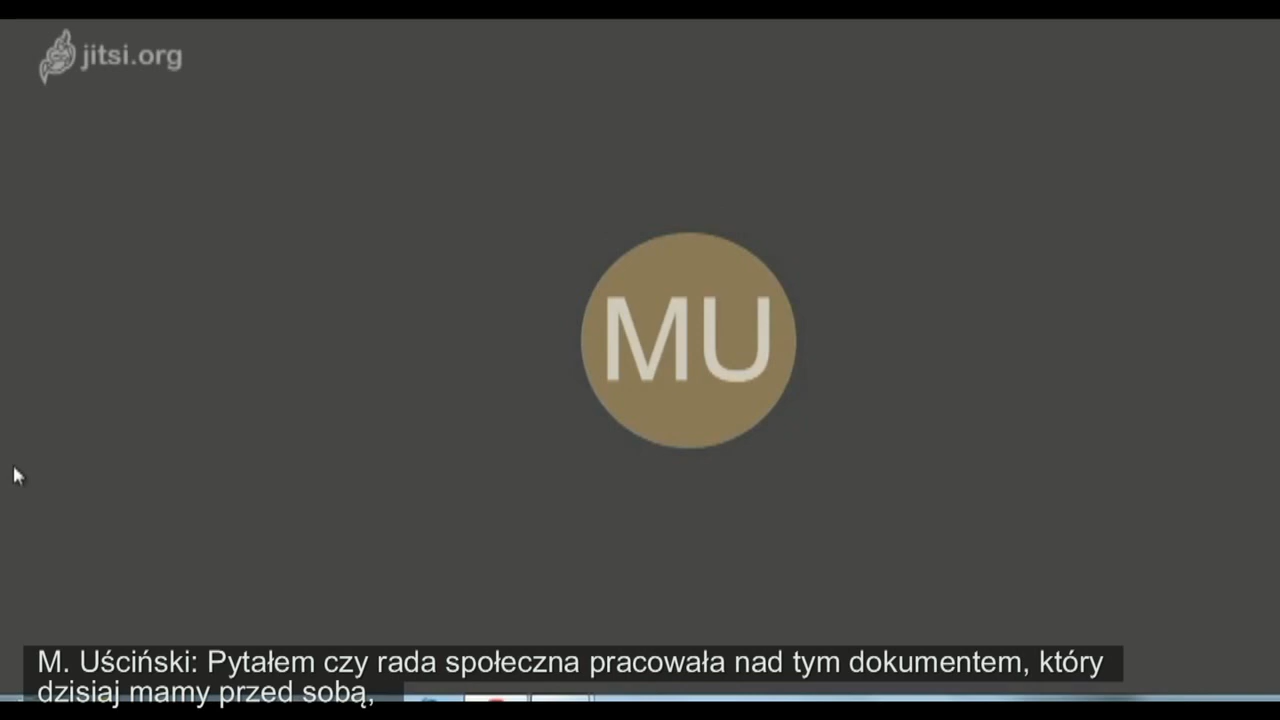 jitsi.org
MU
M. Uściński: Pytałem czy rada społeczna pracowała nad tym dokumentem, który
dzisiaj mamy przed sobą,